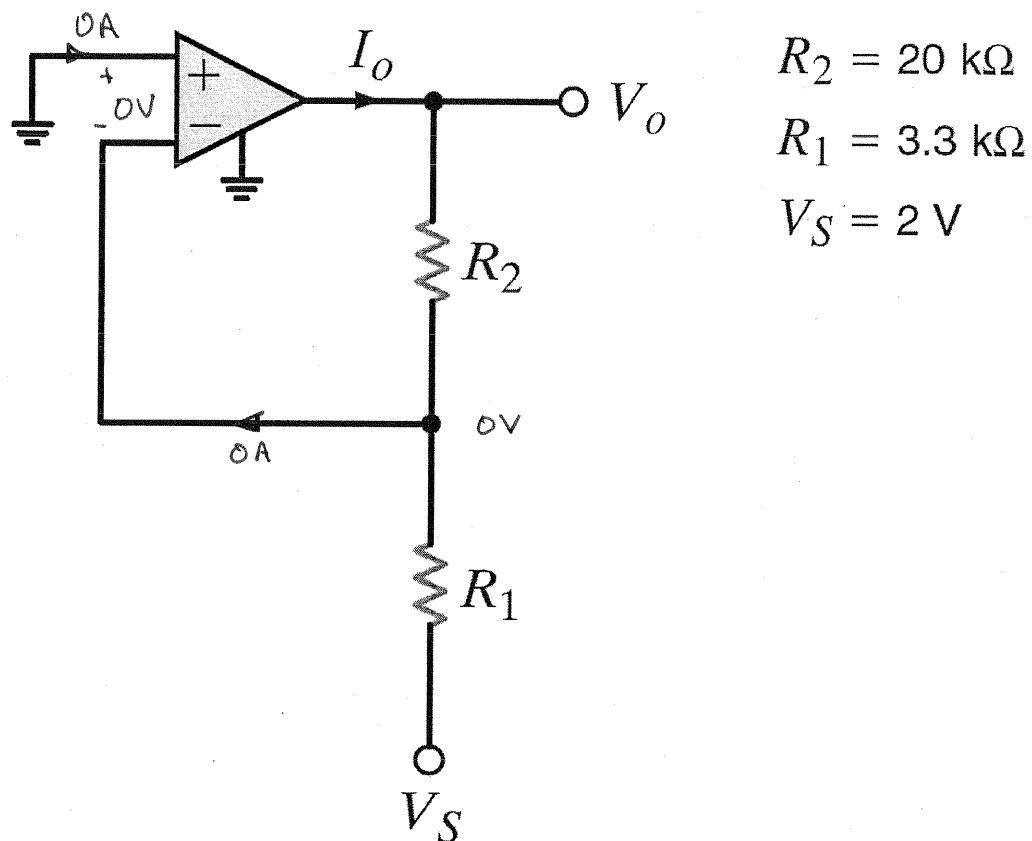 0A
I_o
+
+
0V
-
−
V_o
R_2 = 20 kΩ
R_1 = 3.3 kΩ
V_S = 2 V
R_2
0V
0A
R_1
V_S